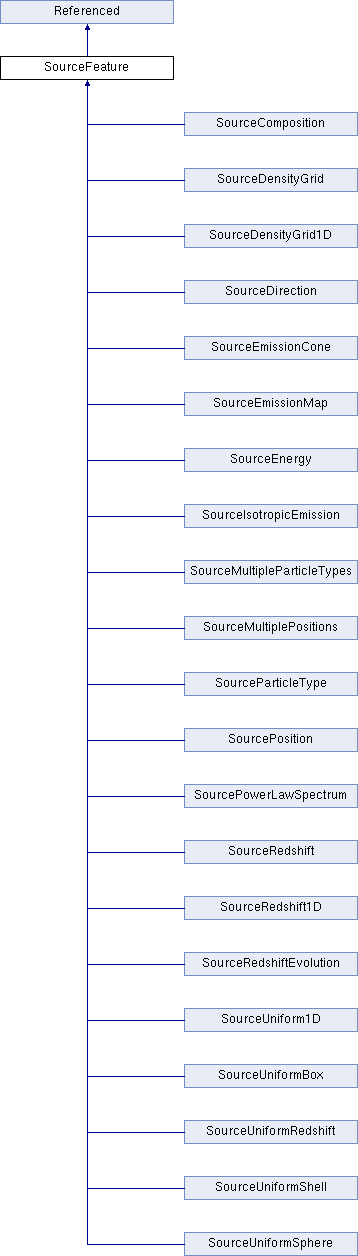 Referenced
SourceFeature
SourceComposition
SourceDensityGrid
SourceDensityGrid1D
SourceDirection
SourceEmissionCone
SourceEmissionMap
SourceEnergy
SourceIsotropicEmission
SourceMultipleParticleTypes
SourceMultiplePositions
SourceParticleType
SourcePosition
SourcePowerLawSpectrum
SourceRedshift
SourceRedshift1D
SourceRedshiftEvolution
SourceUniform1D
SourceUniformBox
SourceUniformRedshift
SourceUniformShell
SourceUniformSphere